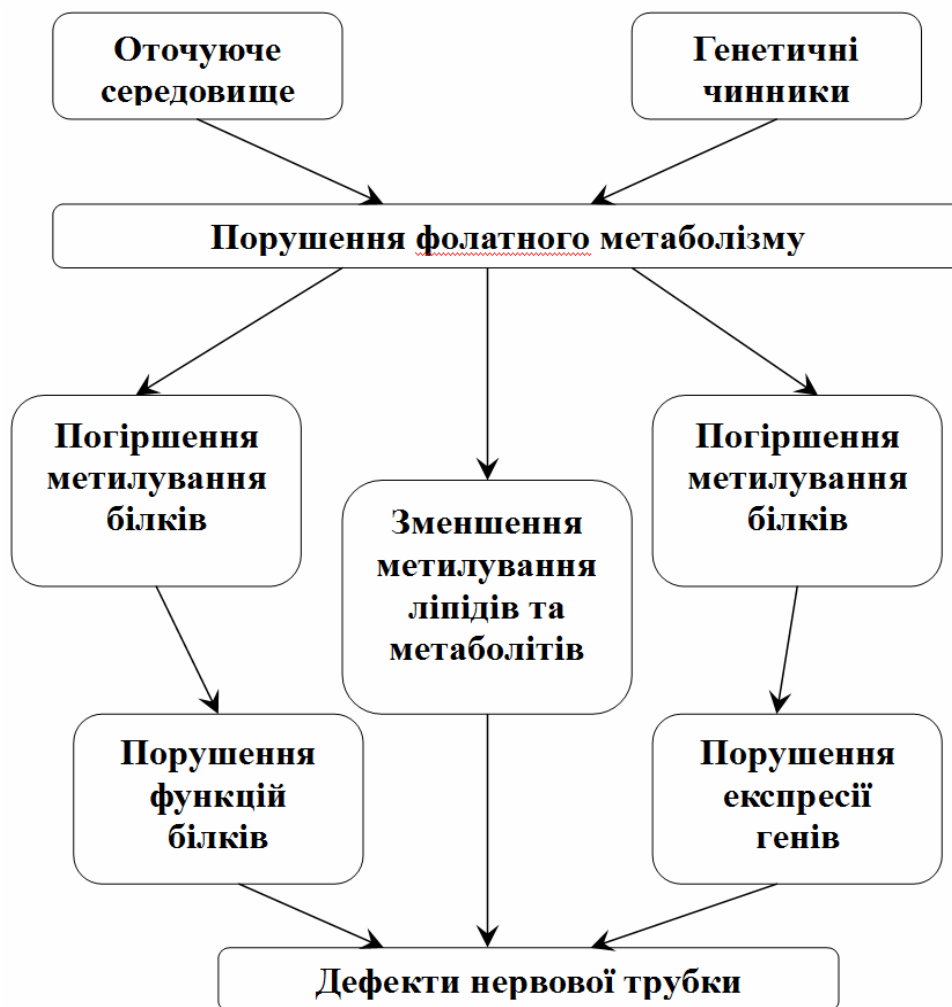 Оточуюче
середовище
Генетичні
чинники
Порушення фолатного метаболізму
Погіршення
метилування
білків
Зменшення
метилування
ліпідів та
метаболітів
Погіршення
метилування
білків
Порушення
функцій
білків
Порушення
експресії
генів
Дефекти нервової трубки